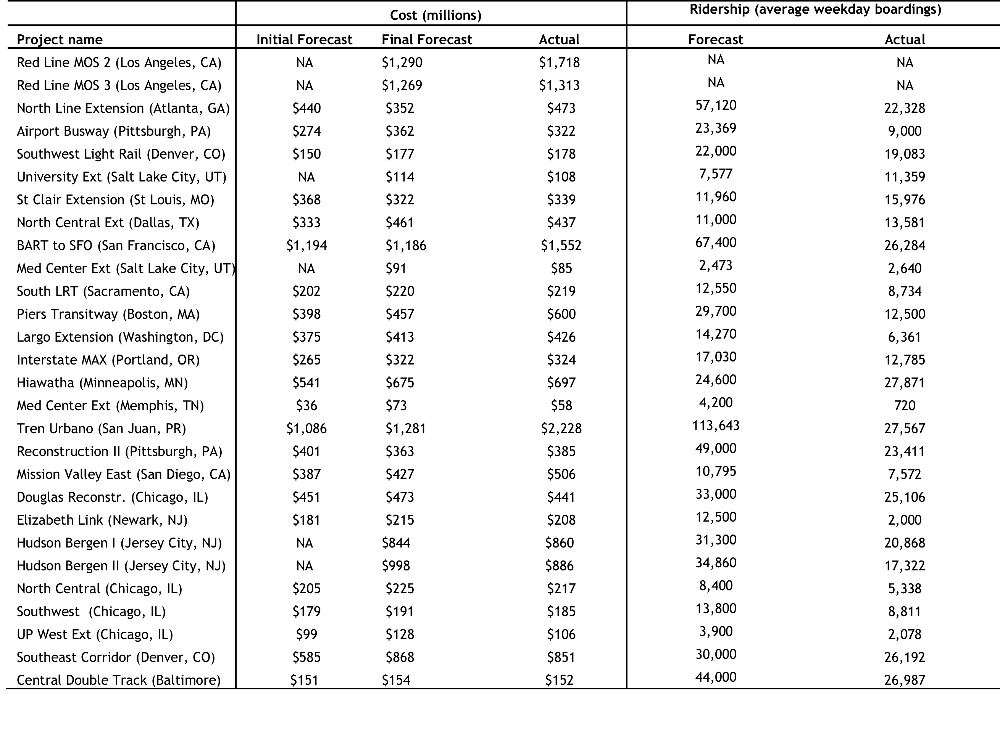 Cost (millions) Ridership (average weekday boardings)
Project name Initial Forecast Final Forecast Actual Forecast Actual
Red Line MOS 2 (Los Angeles, CA) NA $1,290 $1,718 NA NA
Red Line MOS 3 (Los Angeles, CA) NA $1,269 $1,313 NA NA
North Line Extension (Atlanta, GA) $440 $352 $473 57,120 22,328
Airport Busway (Pittsburgh, PA) $274 $362 $322 23,369 9,000
Southwest Light Rail (Denver, CO) $150 $177 $178 22,000 19,083
University Ext (Salt Lake City, UT) NA $114 $108 7,577 11,359
St Clair Extension (St Louis, MO) $368 $322 $339 11,960 15,976
North Central Ext (Dallas, TX) $333 $461 $437 11,000 13,581
BART to SFO (San Francisco, CA) $1,194 $1,186 $1,552 67,400 26,284
Med Center Ext (Salt Lake City, UT) NA $91 $85 2,473 2,640
South LRT (Sacramento, CA) $202 $220 $219 12,550 8,734
Piers Transitway (Boston, MA) $398 $457 $600 29,700 12,500
Largo Extension (Washington, DC) $375 $413 $426 14,270 6,361
Interstate MAX (Portland, OR) $265 $322 $324 17,030 12,785
Hiawatha (Minneapolis, MN) $541 $675 $697 24,600 27,871
Med Center Ext (Memphis, TN) $36 $73 $58 4,200 720
Tren Urbano (San Juan, PR) $1,086 $1,281 $2,228 113,643 27,567
Reconstruction II (Pittsburgh, PA) $401 $363 $385 49,000 23,411
Mission Valley East (San Diego, CA) $387 $427 $506 10,795 7,572
Douglas Reconstr. (Chicago, IL) $451 $473 $441 33,000 25,106
Elizabeth Link (Newark, NJ) $181 $215 $208 12,500 2,000
Hudson Bergen I (Jersey City, NJ) NA $844 $860 31,300 20,868
Hudson Bergen II (Jersey City, NJ) NA $998 $886 34,860 17,322
North Central (Chicago, IL) $205 $225 $217 8,400 5,338
Southwest (Chicago, IL) $179 $191 $185 13,800 8,811
UP West Ext (Chicago, IL) $99 $128 $106 3,900 2,078
Southeast Corridor (Denver, CO) $585 $868 $851 30,000 26,192
Central Double Track (Baltimore) $151 $154 $152 44,000 26,987